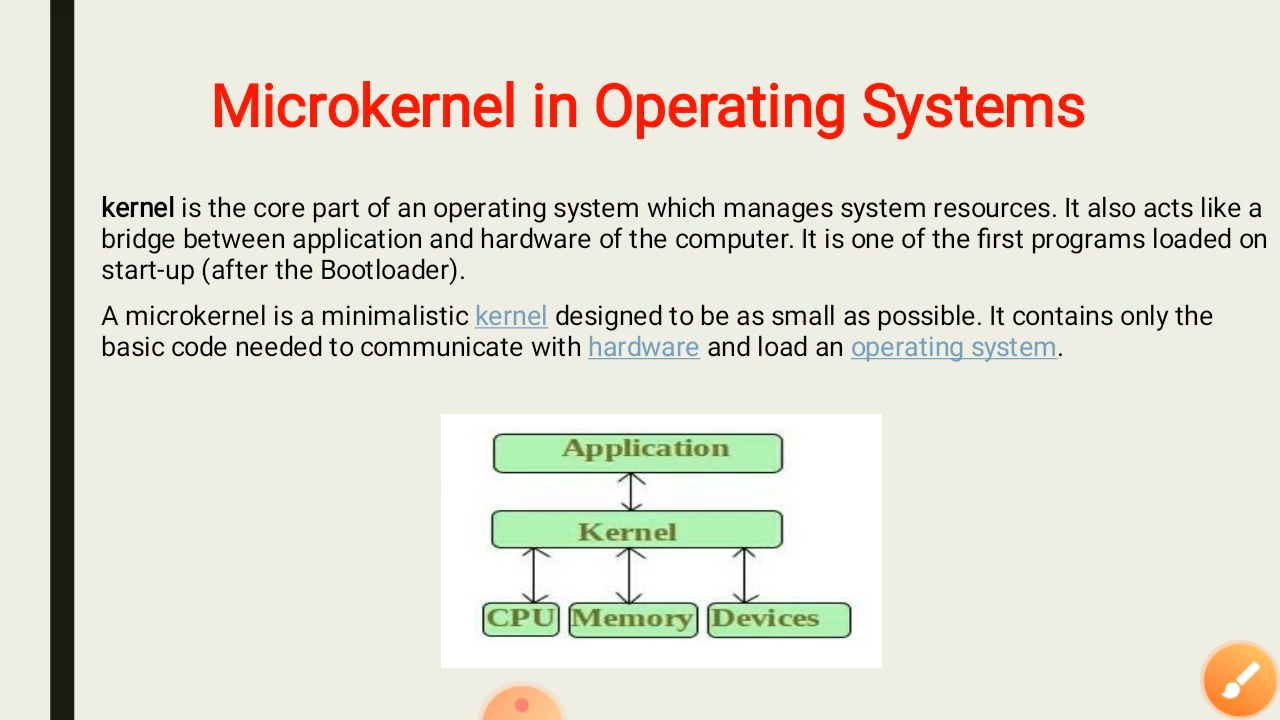 Microkernel in Operating Systems
kernel is the core part of an operating system which manages system resources. It also acts like a
bridge between application and hardware of the computer. It is one of the first programs loaded on
start-up (after the Bootloader).
A microkernel is a minimalistic kernel designed to be as small as possible. It contains only the
basic code needed to communicate with hardware and load an operating system.
Application
Kernel
CPU Memory Devices